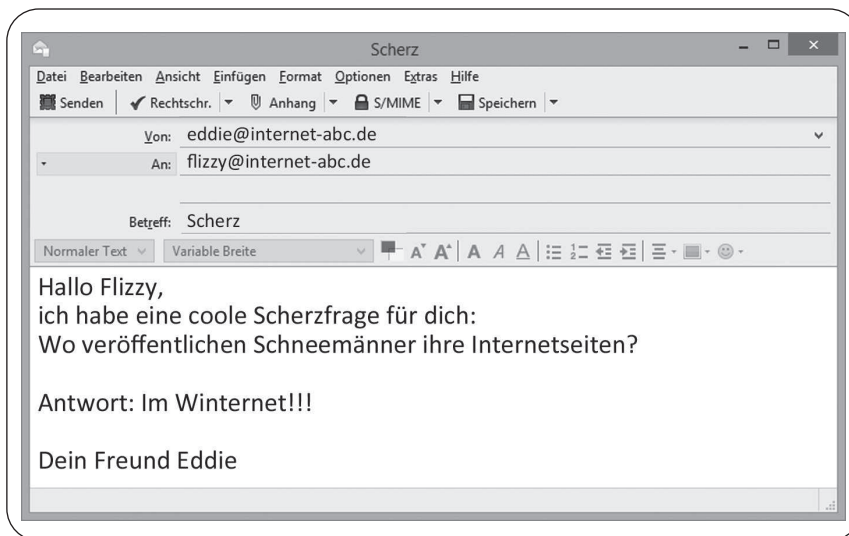 Scherz
Datei Bearbeiten Ansicht Einfügen Format Optionen Extras Hilfe
Senden Rechtschr. Anhang S/MIME Speichern
Von: eddie@internet-abc.de
An: flizzy@internet-abc.de
Betreff: Scherz
Normaler Text Variable Breite
Hallo Flizzy,
ich habe eine coole Scherzfrage für dich:
Wo veröffentlichen Schneemänner ihre Internetseiten?
Antwort: Im Winternet!!!
Dein Freund Eddie